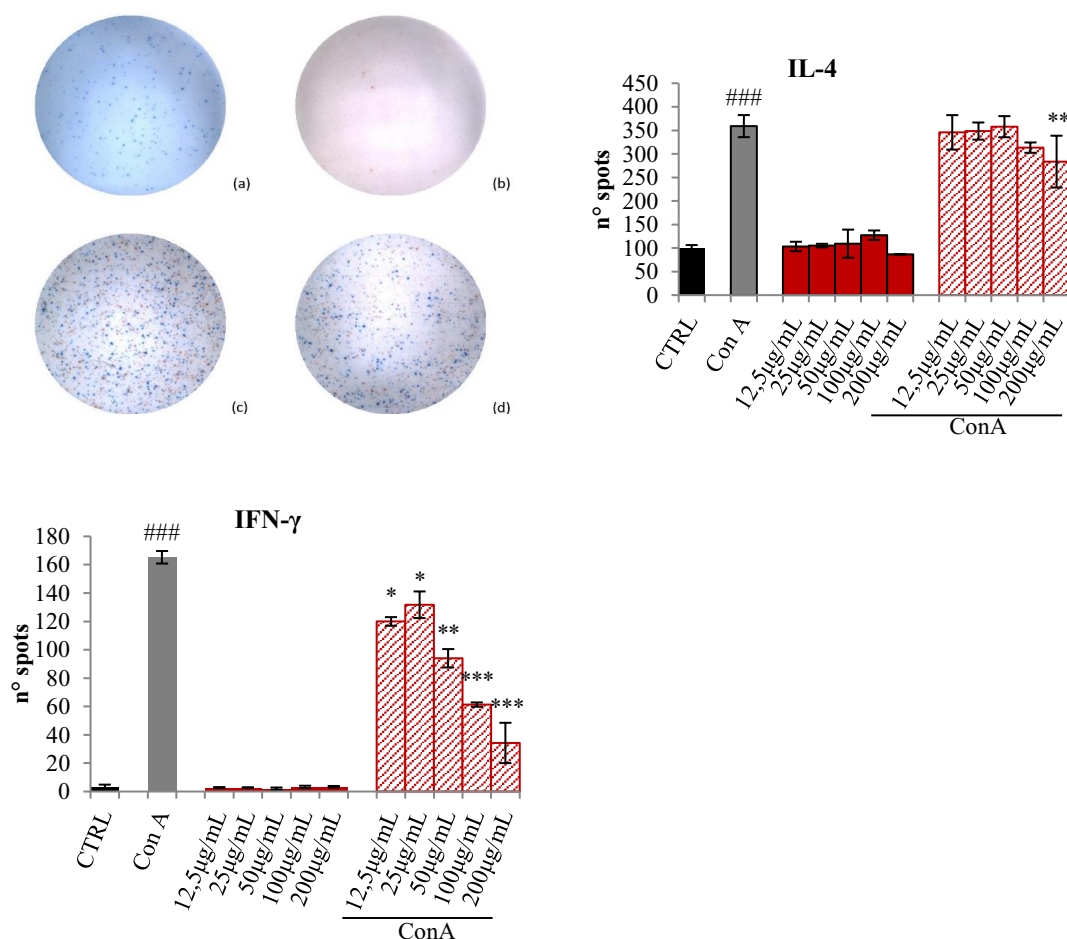 (a)
(b)
(c)
(d)
IL-4
n° spots
450
400
350
300
250
200
150
100
50
0
###
**
CTRL
Con A
12,5µg/mL
25µg/mL
50µg/mL
100µg/mL
200µg/mL
12,5µg/mL
25µg/mL
50µg/mL
100µg/mL
200µg/mL
ConA
IFN-γ
n° spots
180
160
140
120
100
80
60
40
20
0
###
*
*
**
***
***
CTRL
Con A
12,5µg/mL
25µg/mL
50µg/mL
100µg/mL
200µg/mL
12,5µg/mL
25µg/mL
50µg/mL
100µg/mL
200µg/mL
ConA